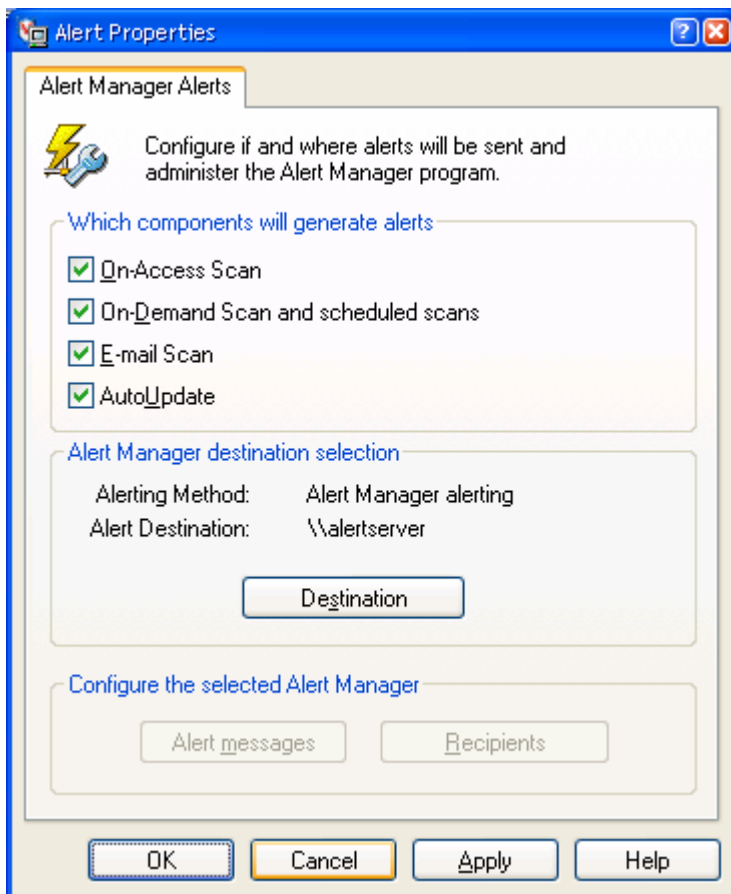 Alert Properties
Alert Manager Alerts
Configure if and where alerts will be sent and
administer the Alert Manager program.
Which components will generate alerts
On-Access Scan
On-Demand Scan and scheduled scans
E-mail Scan
AutoUpdate
Alert Manager destination selection
Alerting Method: Alert Manager alerting
Alert Destination: \\alertserver
Destination
Configure the selected Alert Manager
Alert messages Recipients
OK Cancel Apply Help